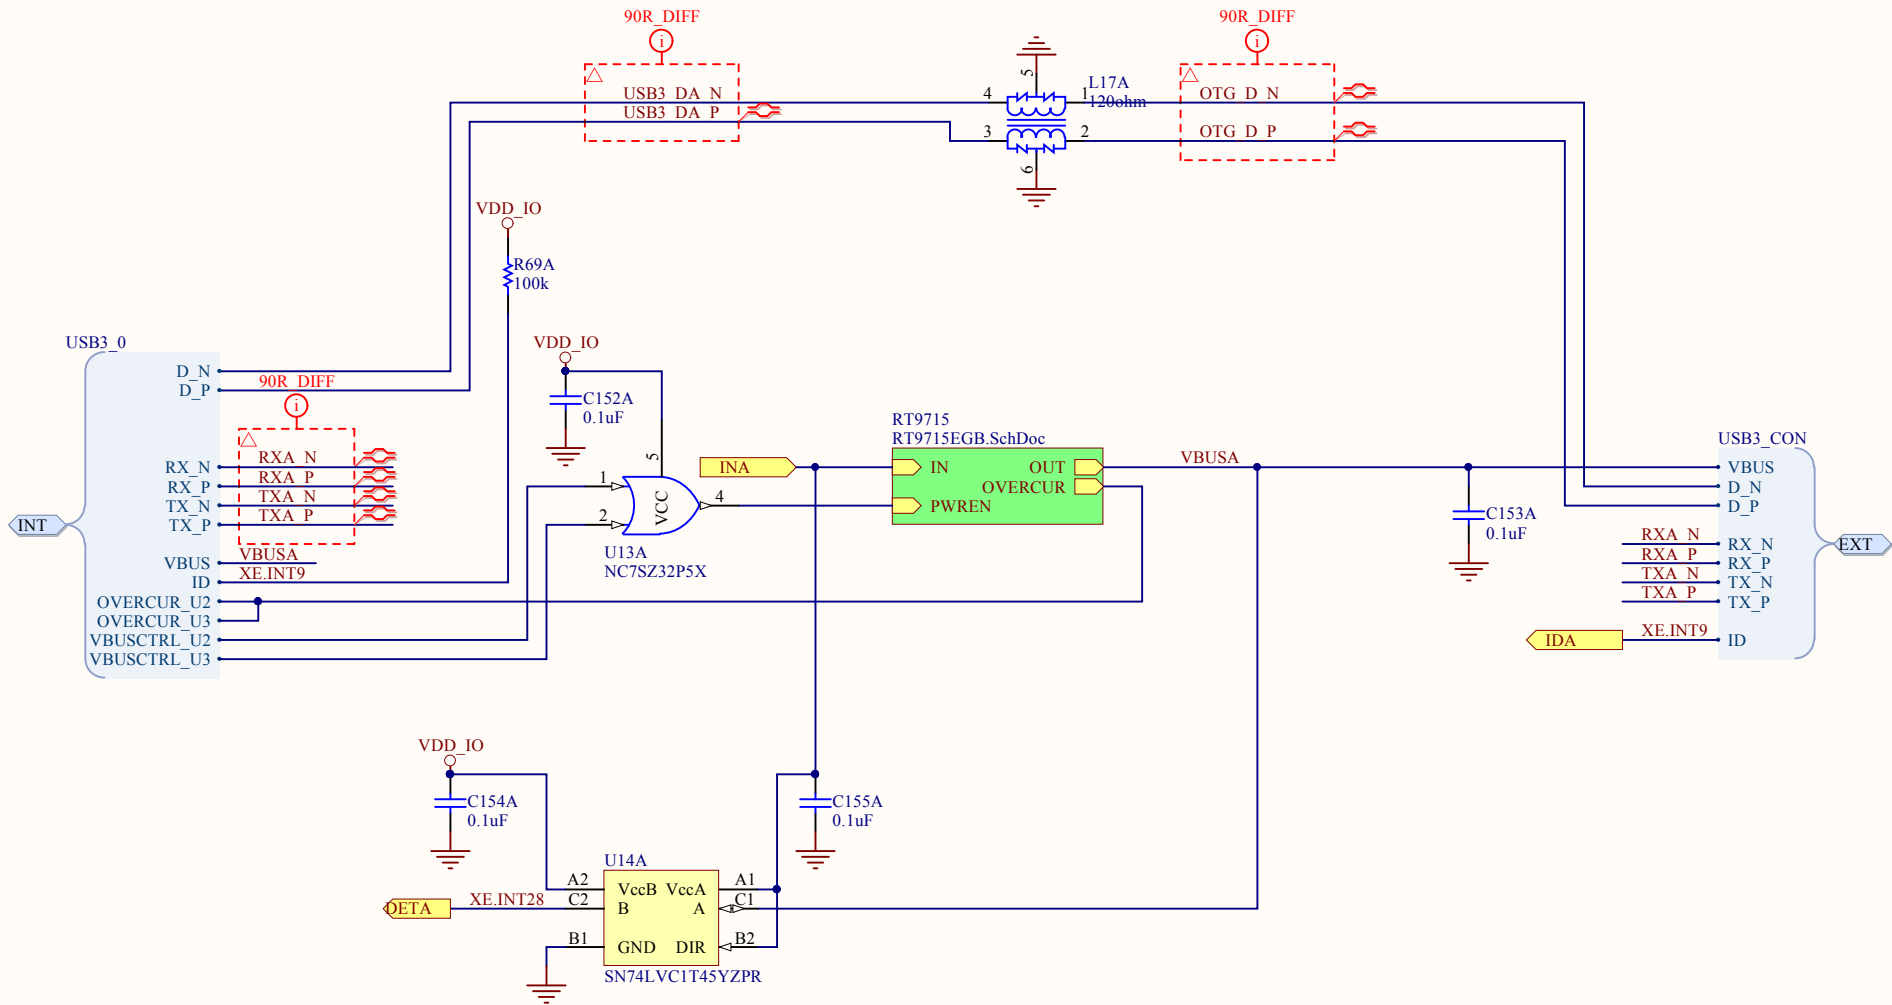 90R_DIFF
i
90R_DIFF
i
USB3_DA_N
USB3_DA_P
4
5
1
3
2
6
L17A
120ohm
OTG_D_N
OTG_D_P
VDD_IO
R69A
100k
USB3_0
D_N
D_P
90R_DIFF
i
RX_N
RXA_N
RX_P
RXA_P
TX_N
TXA_N
TX_P
TXA_P
INT
VBUS
VBUSA
ID
XE.INT9
OVERCUR_U2
OVERCUR_U3
VBUSCTRL_U2
VBUSCTRL_U3
VDD_IO
C152A
0.1uF
5
1
2
VCC
4
U13A
NC7SZ32P5X
INA
RT9715
RT9715EGB.SchDoc
IN
OUT
OVERCUR
PWREN
VBUSA
C153A
0.1uF
USB3_CON
VBUS
D_N
D_P
RXA_N
RX_N
RXA_P
RX_P
TXA_N
TX_N
TXA_P
TX_P
EXT
IDA
XE.INT9
ID
VDD_IO
C154A
0.1uF
C155A
0.1uF
U14A
A2
VccB
VccA
A1
DETA
XE.INT28
C2
B
A
C1
B1
GND
DIR
B2
SN74LVC1T45YZPR